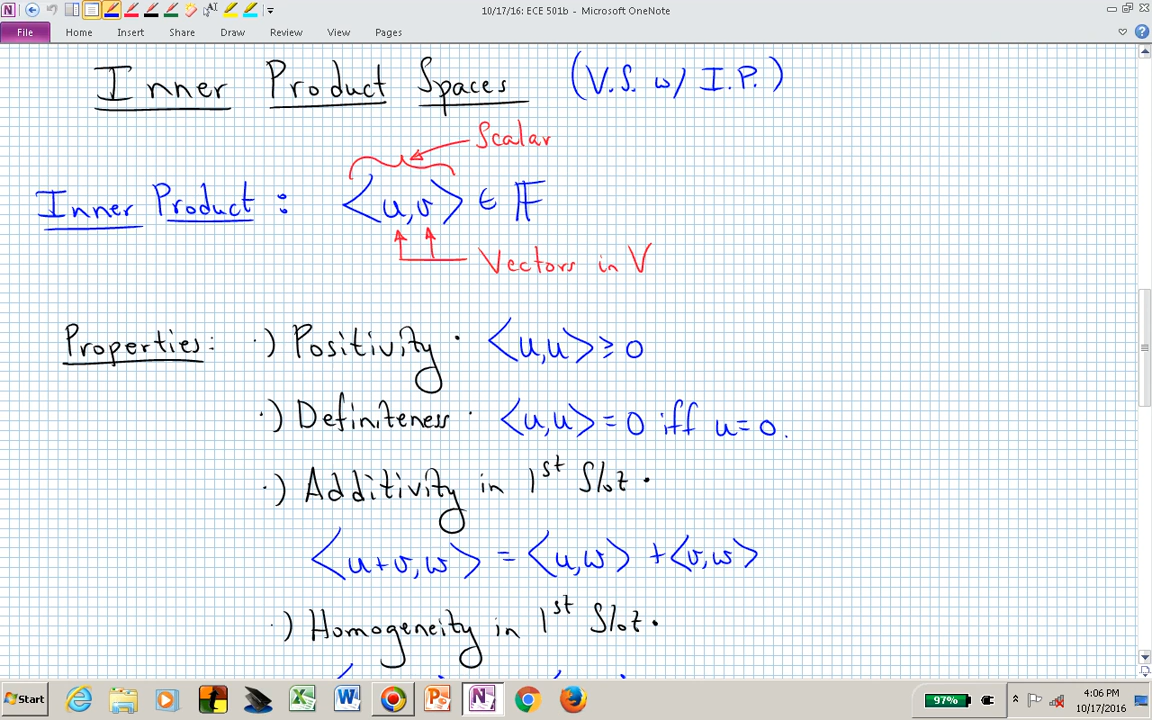 10/17/16: ECE 501b - Microsoft OneNote
File Home Insert Share Draw Review View Pages
Inner Product Spaces (V.S. w/ I.P.)
Scalar
Inner Product: <u,v> ∈ 𝔽
Vectors in V
Properties: ·) Positivity · <u,u> ≥ 0
·) Definiteness · <u,u> = 0 iff u=0.
·) Additivity in 1st Slot ·
<u+v,w> = <u,w> + <v,w>
·) Homogeneity in 1st Slot ·
Start 97% 4:06 PM
10/17/2016